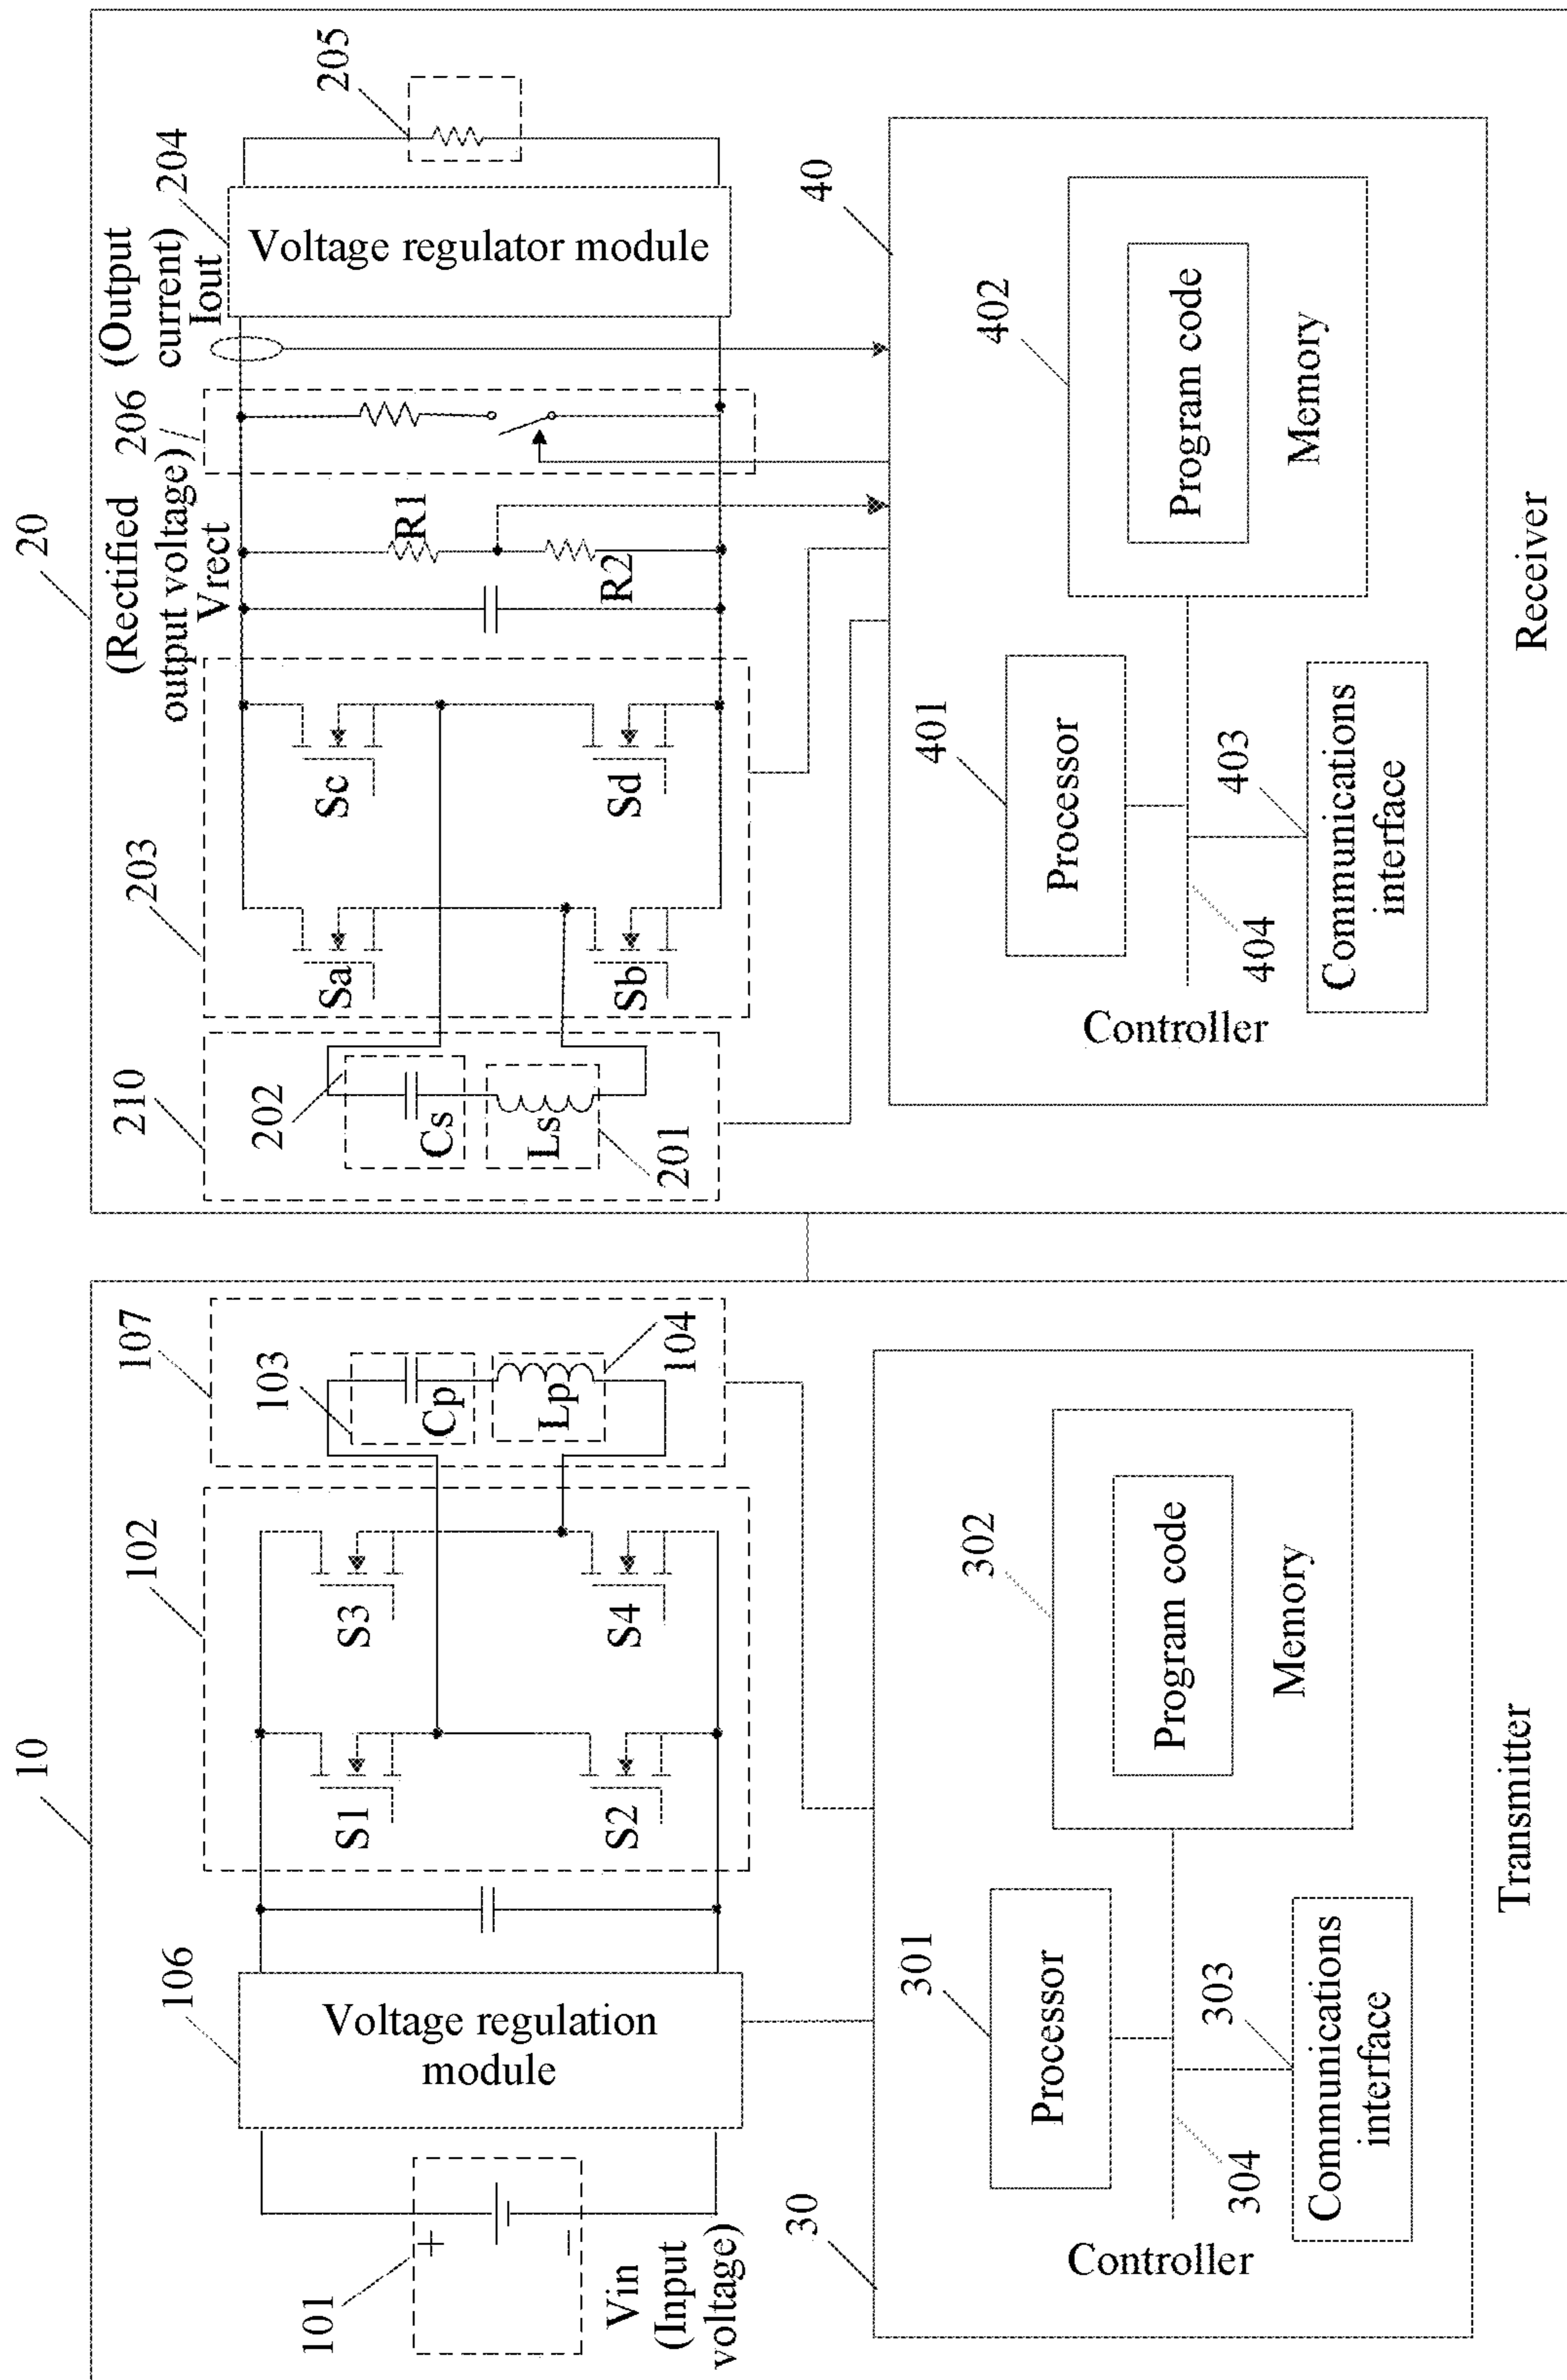 10
101
Vin
(Input
voltage)
106
Voltage regulation
module
102
S1
S2
S3
S4
107
103
Cp
Lp
104
30
301
Processor
302
Program code
Memory
303
304
Communications
interface
Controller
Transmitter
20
210
202
Cs
Ls
201
203
Sa
Sb
Sc
Sd
(Rectified
output voltage)
Vrect
206
R1
R2
(Output
current)
Iout
204
Voltage regulator module
205
40
401
Processor
402
Program code
Memory
403
404
Communications
interface
Controller
Receiver